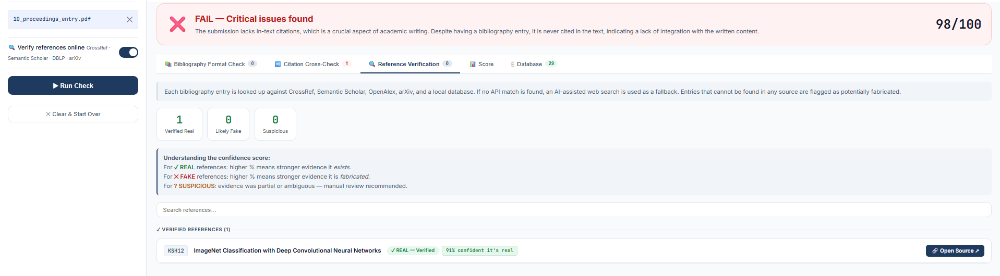 10_proceedings_entry.pdf
Verify references online CrossRef ·
Semantic Scholar · DBLP · arXiv
▶ Run Check
✕ Clear & Start Over
FAIL — Critical issues found
The submission lacks in-text citations, which is a crucial aspect of academic writing. Despite having a bibliography entry, it is never cited in the text, indicating a lack of integration with the written content.
98/100
Bibliography Format Check 0
Citation Cross-Check 1
Reference Verification 0
Score
Database 29
Each bibliography entry is looked up against CrossRef, Semantic Scholar, OpenAlex, arXiv, and a local database. If no API match is found, an AI-assisted web search is used as a fallback. Entries that cannot be found in any source are flagged as potentially fabricated.
1
Verified Real
0
Likely Fake
0
Suspicious
Understanding the confidence score:
For ✓ REAL references: higher % means stronger evidence it exists.
For ✕ FAKE references: higher % means stronger evidence it is fabricated.
For ? SUSPICIOUS: evidence was partial or ambiguous — manual review recommended.
Search references...
✓ VERIFIED REFERENCES (1)
KSH12 ImageNet Classification with Deep Convolutional Neural Networks ✓ REAL — Verified 91% confident it's real
Open Source ↗